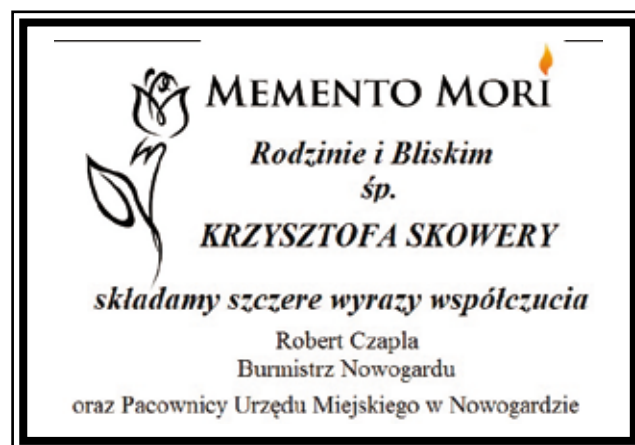 MEMENTO MORI
Rodzinie i Bliskim
śp.
KRZYSZTOFA SKOWERY
składamy szczere wyrazy współczucia
Robert Czapla
Burmistrz Nowogardu
oraz Pacownicy Urzędu Miejskiego w Nowogardzie